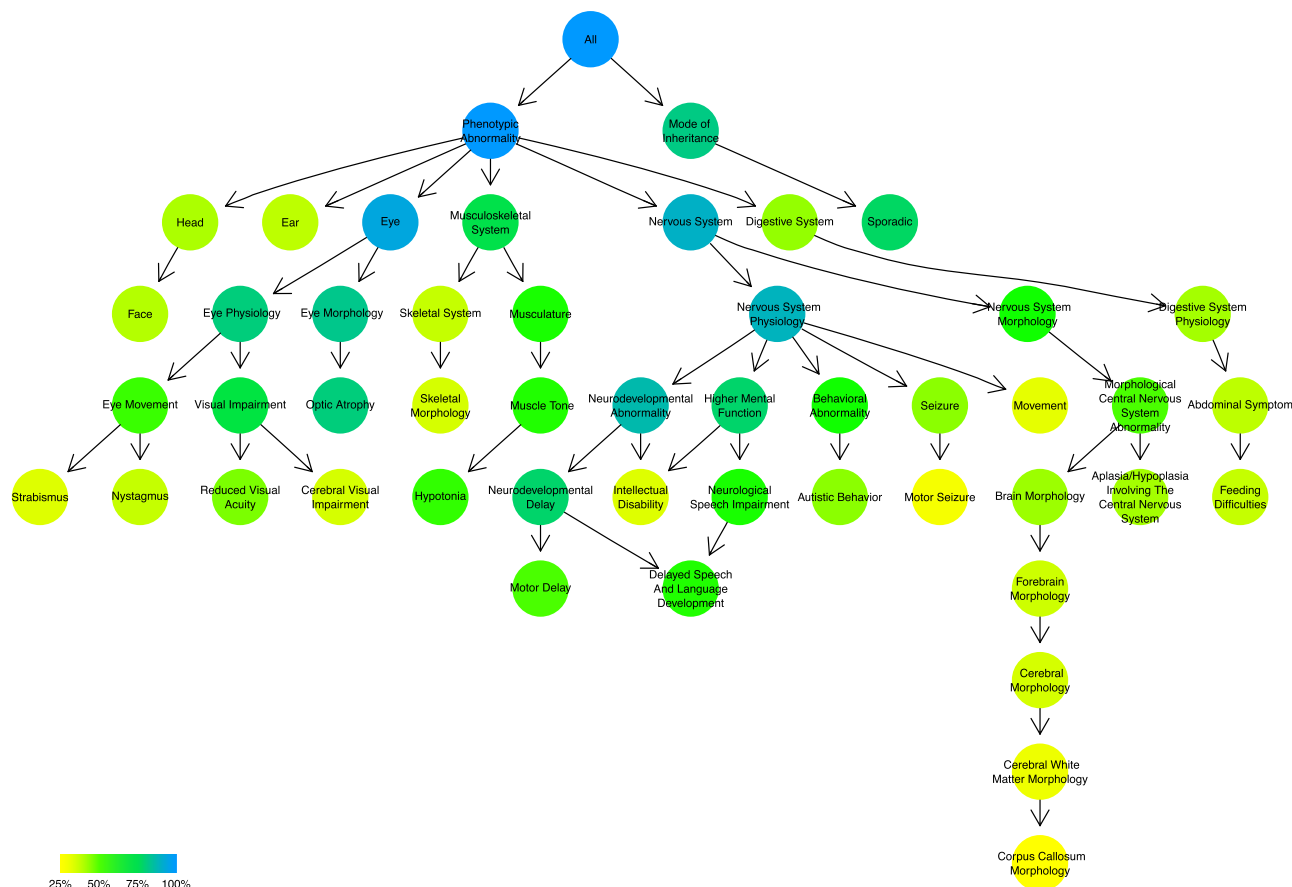 All
Phenotypic
Abnormality
Mode of
Inheritance
Head
Ear
Eye
Musculoskeletal
System
Nervous System
Digestive System
Sporadic
Face
Eye Physiology
Eye Morphology
Skeletal System
Musculature
Nervous System
Physiology
Nervous System
Morphology
Digestive System
Physiology
Eye Movement
Visual Impairment
Optic Atrophy
Skeletal
Morphology
Muscle Tone
Neurodevelopmental
Abnormality
Higher Mental
Function
Behavioral
Abnormality
Seizure
Movement
Morphological
Central Nervous
System
Abnormality
Abdominal Symptom
Strabismus
Nystagmus
Reduced Visual
Acuity
Cerebral Visual
Impairment
Hypotonia
Neurodevelopmental
Delay
Intellectual
Disability
Neurological
Speech Impairment
Autistic Behavior
Motor Seizure
Brain Morphology
Aplasia/Hypoplasia
Involving The
Central Nervous
System
Feeding
Difficulties
Motor Delay
Delayed Speech
And Language
Development
Forebrain
Morphology
Cerebral
Morphology
Cerebral White
Matter Morphology
Corpus Callosum
Morphology
25% 50% 75% 100%